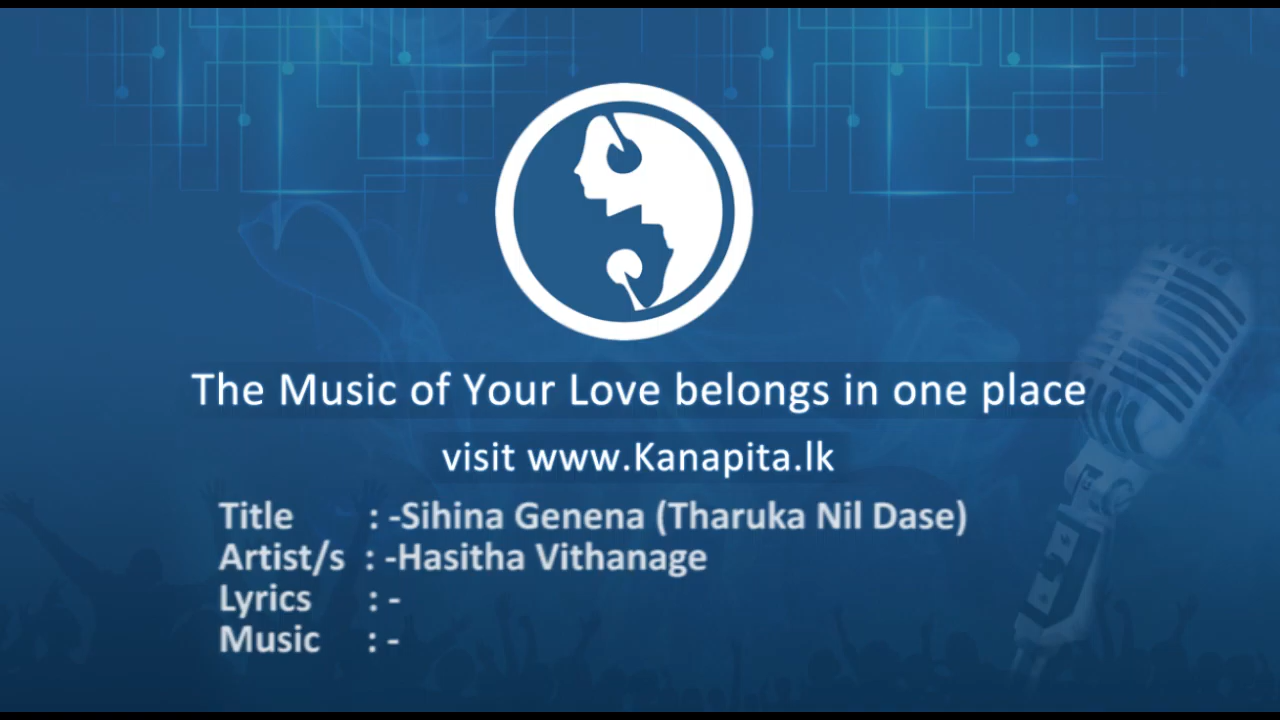 The Music of Your Love belongs in one place
visit www.Kanapita.lk
Title : -Sihina Genena (Tharuka Nil Dase)
Artist/s : -Hasitha Vithanage
Lyrics : -
Music : -